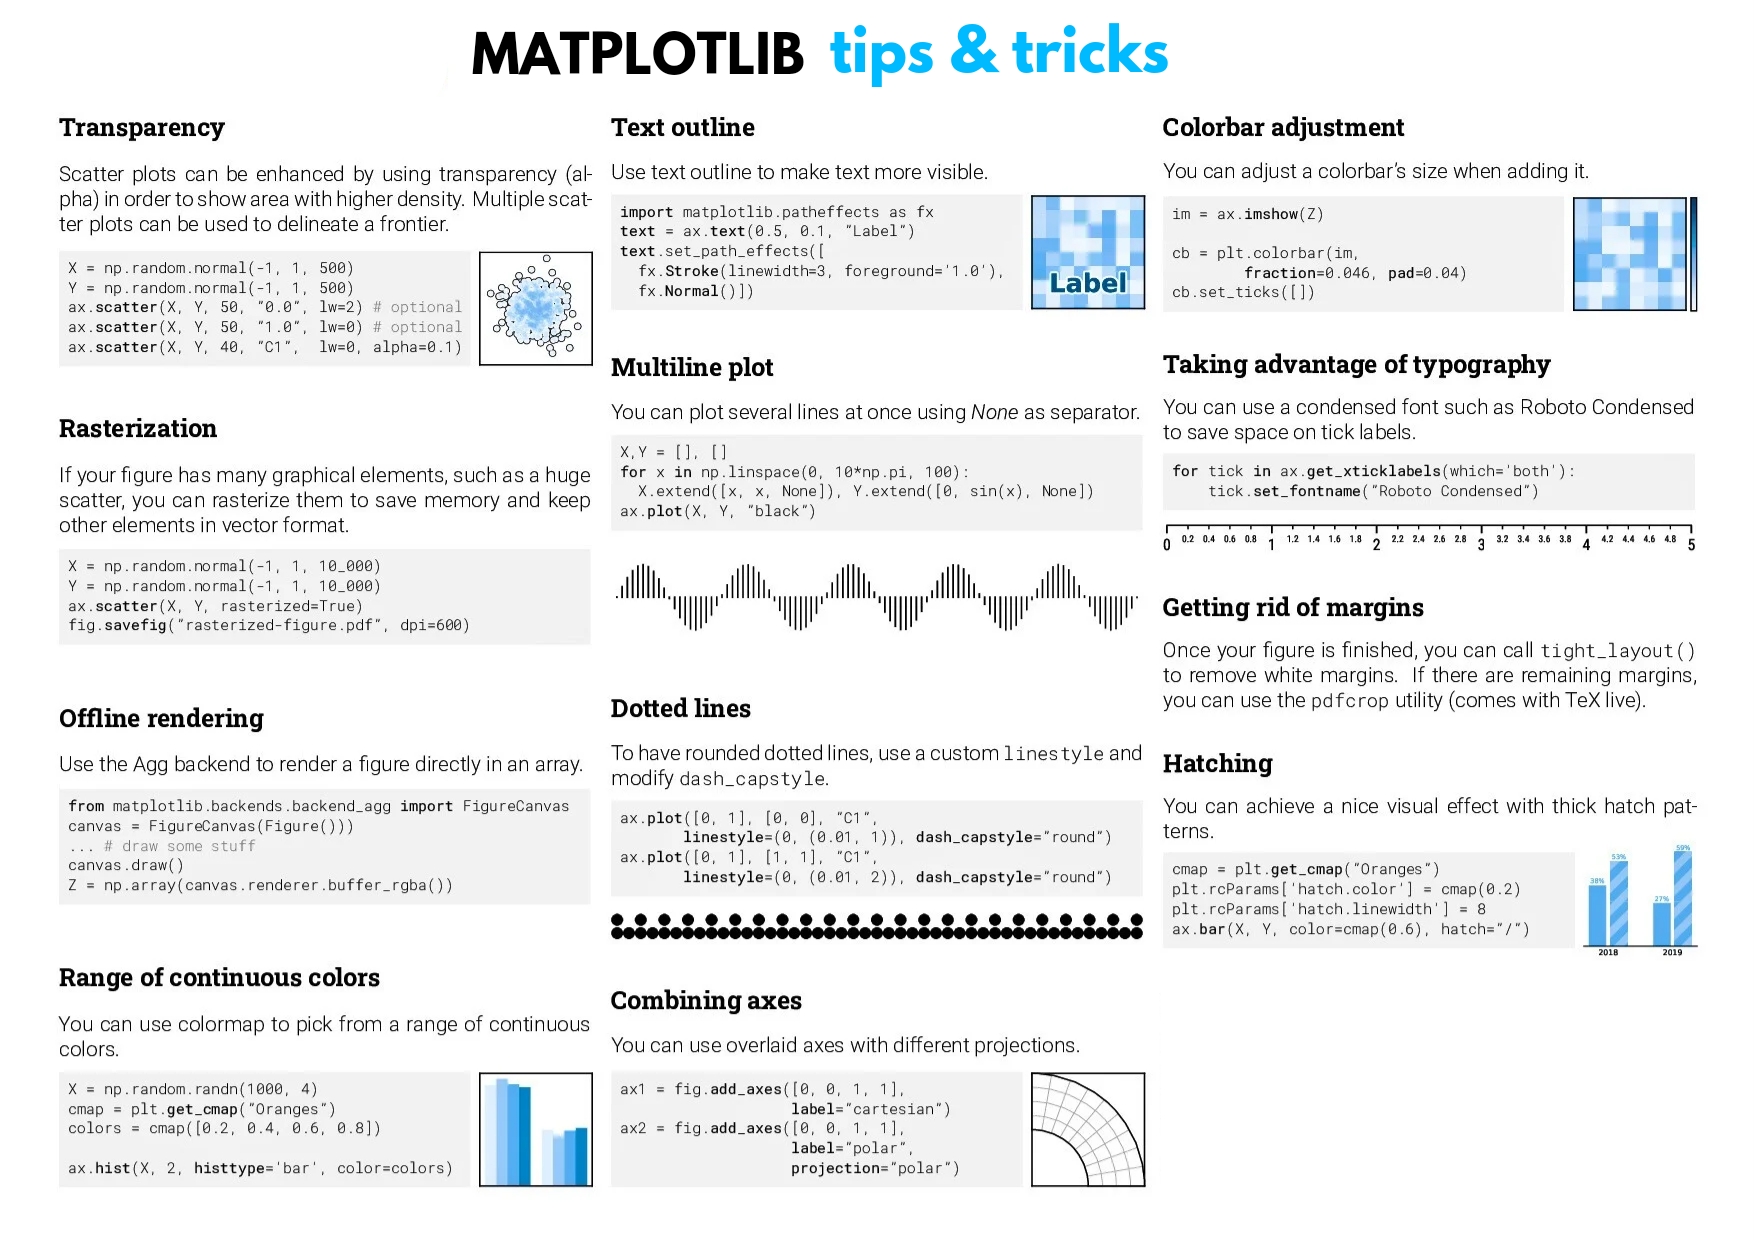 MATPLOTLIB tips & tricks
Transparency
Scatter plots can be enhanced by using transparency (al-
pha) in order to show area with higher density. Multiple scat-
ter plots can be used to delineate a frontier.
X = np.random.normal(-1, 1, 500)
Y = np.random.normal(-1, 1, 500)
ax.scatter(X, Y, 50, "0.0", lw=2) # optional
ax.scatter(X, Y, 50, "1.0", lw=0) # optional
ax.scatter(X, Y, 40, "C1",  lw=0, alpha=0.1)
Rasterization
If your figure has many graphical elements, such as a huge
scatter, you can rasterize them to save memory and keep
other elements in vector format.
X = np.random.normal(-1, 1, 10_000)
Y = np.random.normal(-1, 1, 10_000)
ax.scatter(X, Y, rasterized=True)
fig.savefig("rasterized-figure.pdf", dpi=600)
Offline rendering
Use the Agg backend to render a figure directly in an array.
from matplotlib.backends.backend_agg import FigureCanvas
canvas = FigureCanvas(Figure()))
... # draw some stuff
canvas.draw()
Z = np.array(canvas.renderer.buffer_rgba())
Range of continuous colors
You can use colormap to pick from a range of continuous
colors.
X = np.random.randn(1000, 4)
cmap = plt.get_cmap("Oranges")
colors = cmap([0.2, 0.4, 0.6, 0.8])
ax.hist(X, 2, histtype='bar', color=colors)
Text outline
Use text outline to make text more visible.
import matplotlib.patheffects as fx
text = ax.text(0.5, 0.1, "Label")
text.set_path_effects([
  fx.Stroke(linewidth=3, foreground='1.0'),
  fx.Normal()])
Label
Multiline plot
You can plot several lines at once using None as separator.
X,Y = [], []
for x in np.linspace(0, 10*np.pi, 100):
  X.extend([x, x, None]), Y.extend([0, sin(x), None])
ax.plot(X, Y, "black")
Dotted lines
To have rounded dotted lines, use a custom linestyle and
modify dash_capstyle.
ax.plot([0, 1], [0, 0], "C1",
       linestyle=(0, (0.01, 1)), dash_capstyle="round")
ax.plot([0, 1], [1, 1], "C1",
       linestyle=(0, (0.01, 2)), dash_capstyle="round")
Combining axes
You can use overlaid axes with different projections.
ax1 = fig.add_axes([0, 0, 1, 1],
                   label="cartesian")
ax2 = fig.add_axes([0, 0, 1, 1],
                   label="polar",
                   projection="polar")
Colorbar adjustment
You can adjust a colorbar's size when adding it.
im = ax.imshow(Z)
cb = plt.colorbar(im,
        fraction=0.046, pad=0.04)
cb.set_ticks([])
Taking advantage of typography
You can use a condensed font such as Roboto Condensed
to save space on tick labels.
for tick in ax.get_xticklabels(which='both'):
    tick.set_fontname("Roboto Condensed")
0 0.2 0.4 0.6 0.8 1 1.2 1.4 1.6 1.8 2 2.2 2.4 2.6 2.8 3 3.2 3.4 3.6 3.8 4 4.2 4.4 4.6 4.8 5
Getting rid of margins
Once your figure is finished, you can call tight_layout()
to remove white margins. If there are remaining margins,
you can use the pdfcrop utility (comes with TeX live).
Hatching
You can achieve a nice visual effect with thick hatch pat-
terns.
cmap = plt.get_cmap("Oranges")
plt.rcParams['hatch.color'] = cmap(0.2)
plt.rcParams['hatch.linewidth'] = 8
ax.bar(X, Y, color=cmap(0.6), hatch="/")
38% 53% 27% 59%
2018 2019